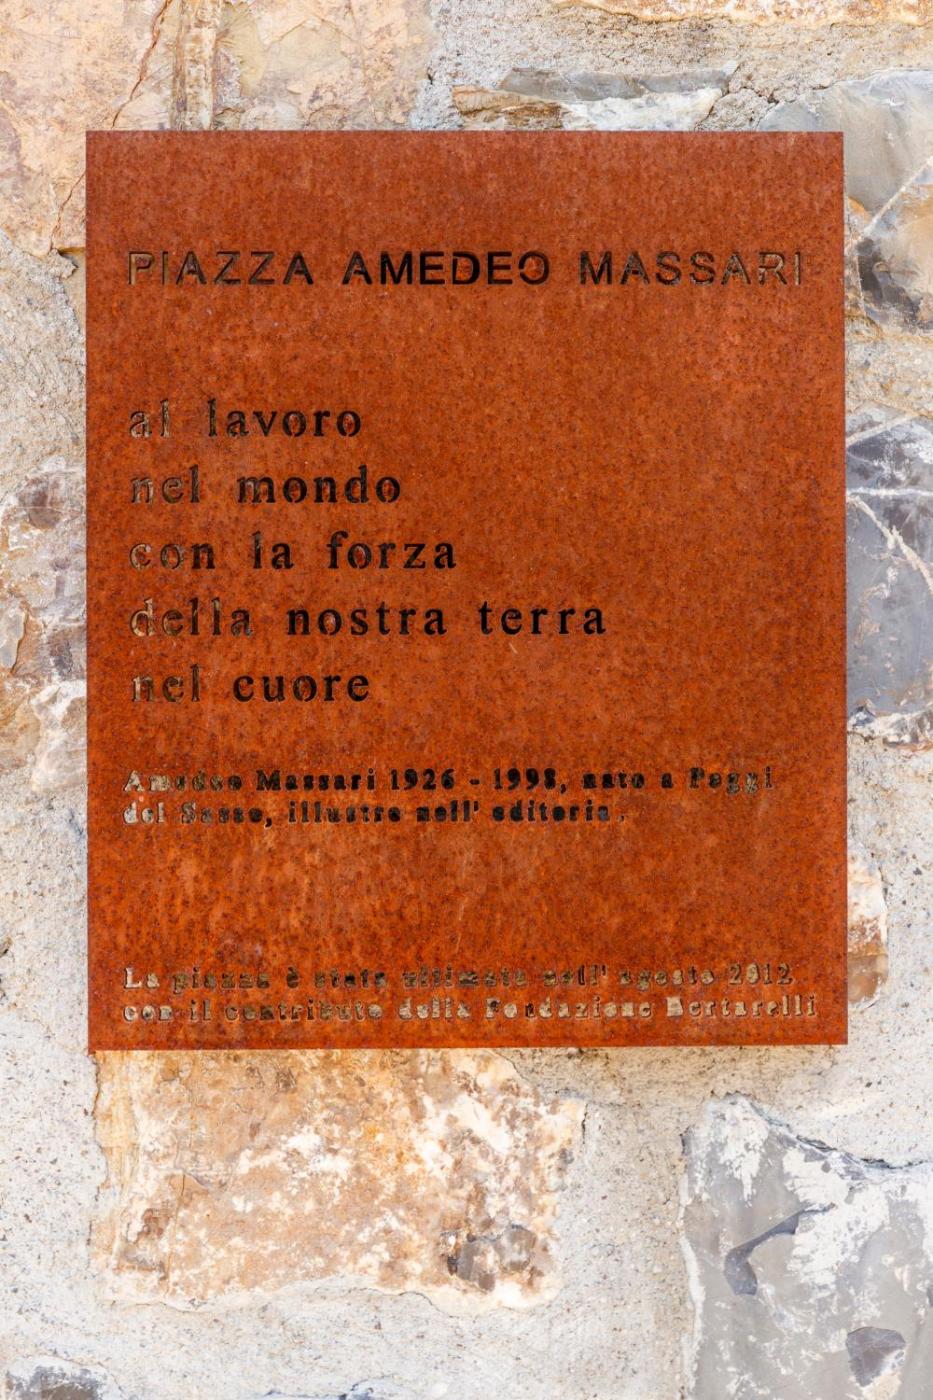 PIAZZA AMEDEO MASSARI
al lavoro
nel mondo
con la forza
della nostra terra
nel cuore
Amedeo Massari 1926 - 1998, nato a Poggi
del Sasso, illustre nell' editoria.
La piazza è stata ultimata nell' agosto 2012
con il contributo della Fondazione Bertarelli